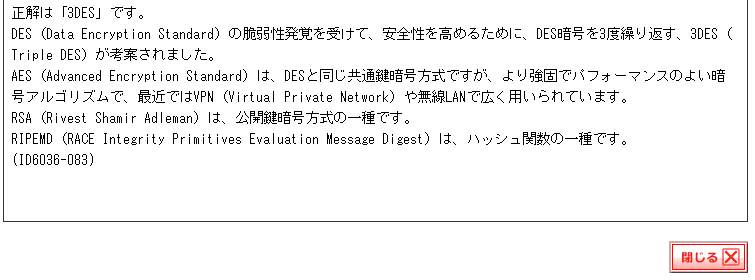 正解は「3DES」です。
DES (Data Encryption Standard) の脆弱性発覚を受けて、安全性を高めるために、DES暗号を3度繰り返す、3DES (
Triple DES) が考案されました。
AES (Advanced Encryption Standard) は、DESと同じ共通鍵暗号方式ですが、より強固でパフォーマンスのよい暗
号アルゴリズムで、最近ではVPN (Virtual Private Network) や無線LANで広く用いられています。
RSA (Rivest Shamir Adleman) は、公開鍵暗号方式の一種です。
RIPEMD (RACE Integrity Primitives Evaluation Message Digest) は、ハッシュ関数の一種です。
(ID6036-083)
閉じる